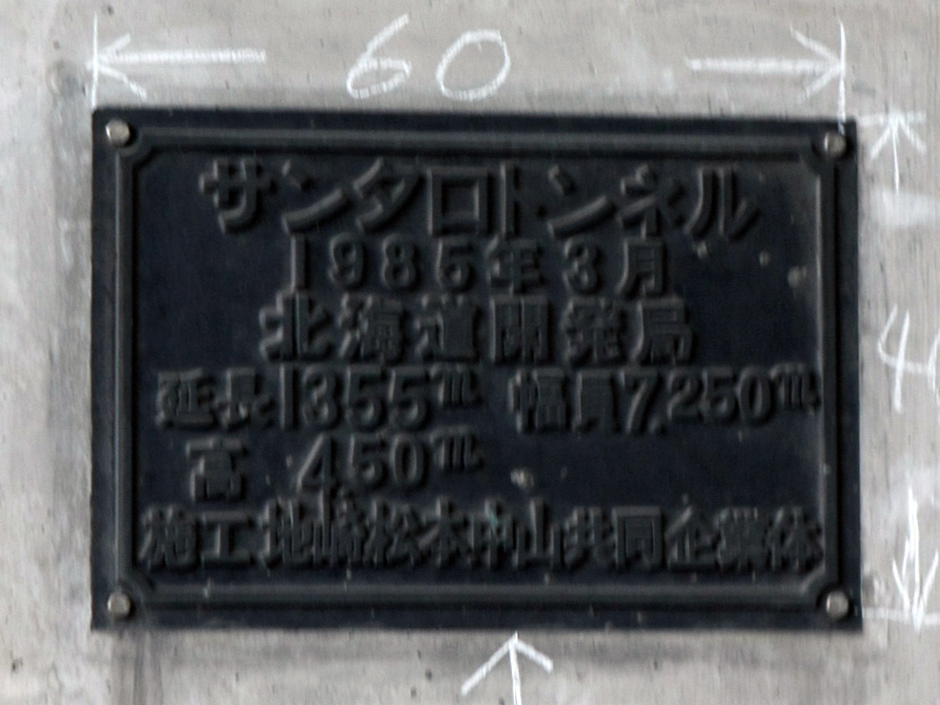 60
サンタロトンネル
1985年3月
北海道開発局
延長1355m 幅員7.250m
高 4.50m
施工地崎松本中山共同企業体
40